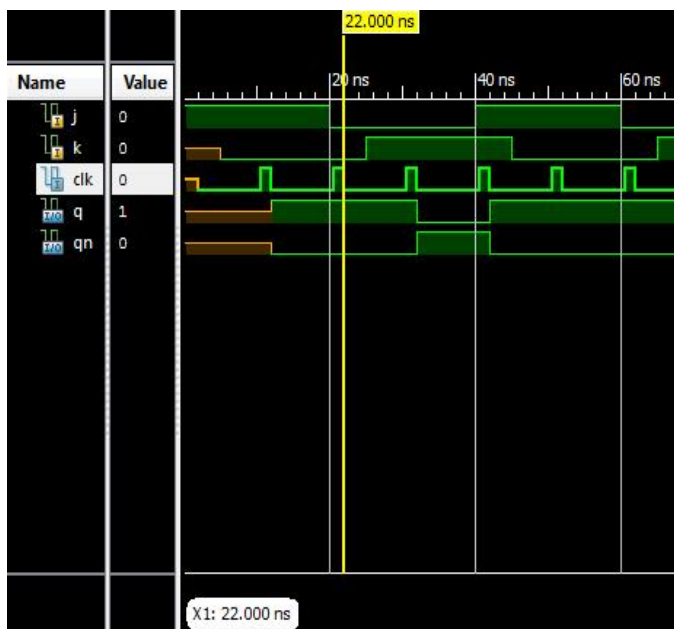 22.000 ns
Name Value
20 ns 40 ns 60 ns
j 0
k 0
clk 0
q 1
qn 0
X1: 22.000 ns